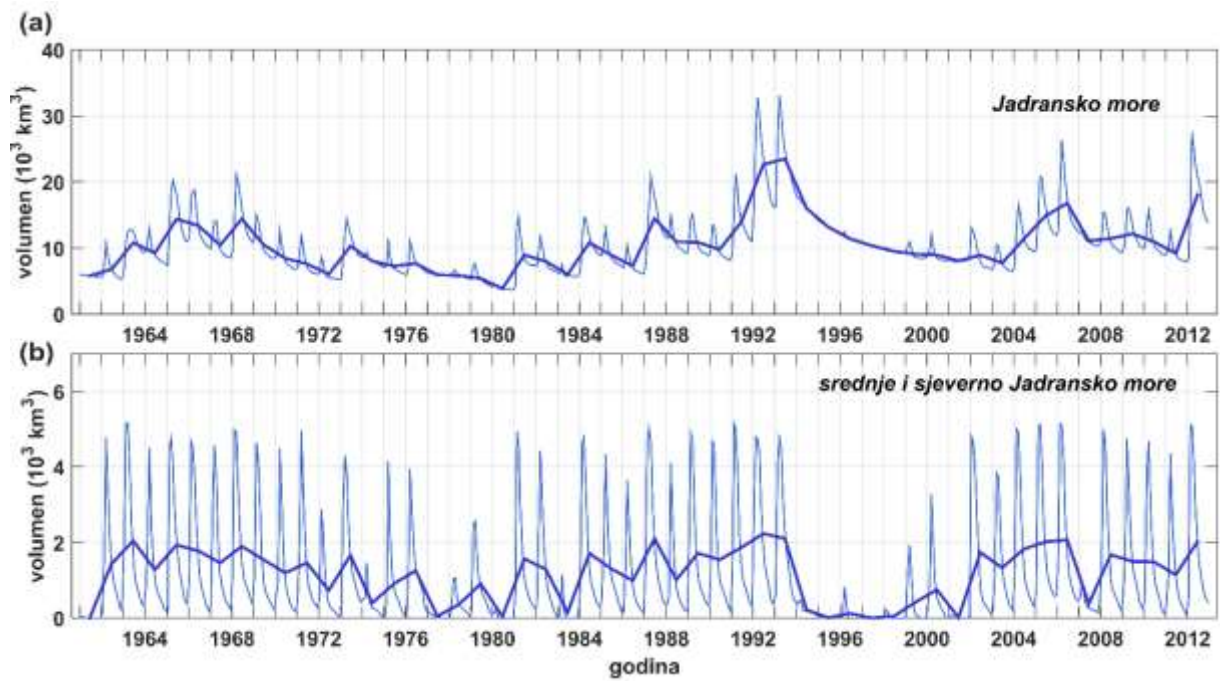 (a)
volumen (10³ km³)
40
30
20
10
0
Jadransko more
1964 1968 1972 1976 1980 1984 1988 1992 1996 2000 2004 2008 2012
(b)
volumen (10³ km³)
6
4
2
0
srednje i sjeverno Jadransko more
1964 1968 1972 1976 1980 1984 1988 1992 1996 2000 2004 2008 2012
godina